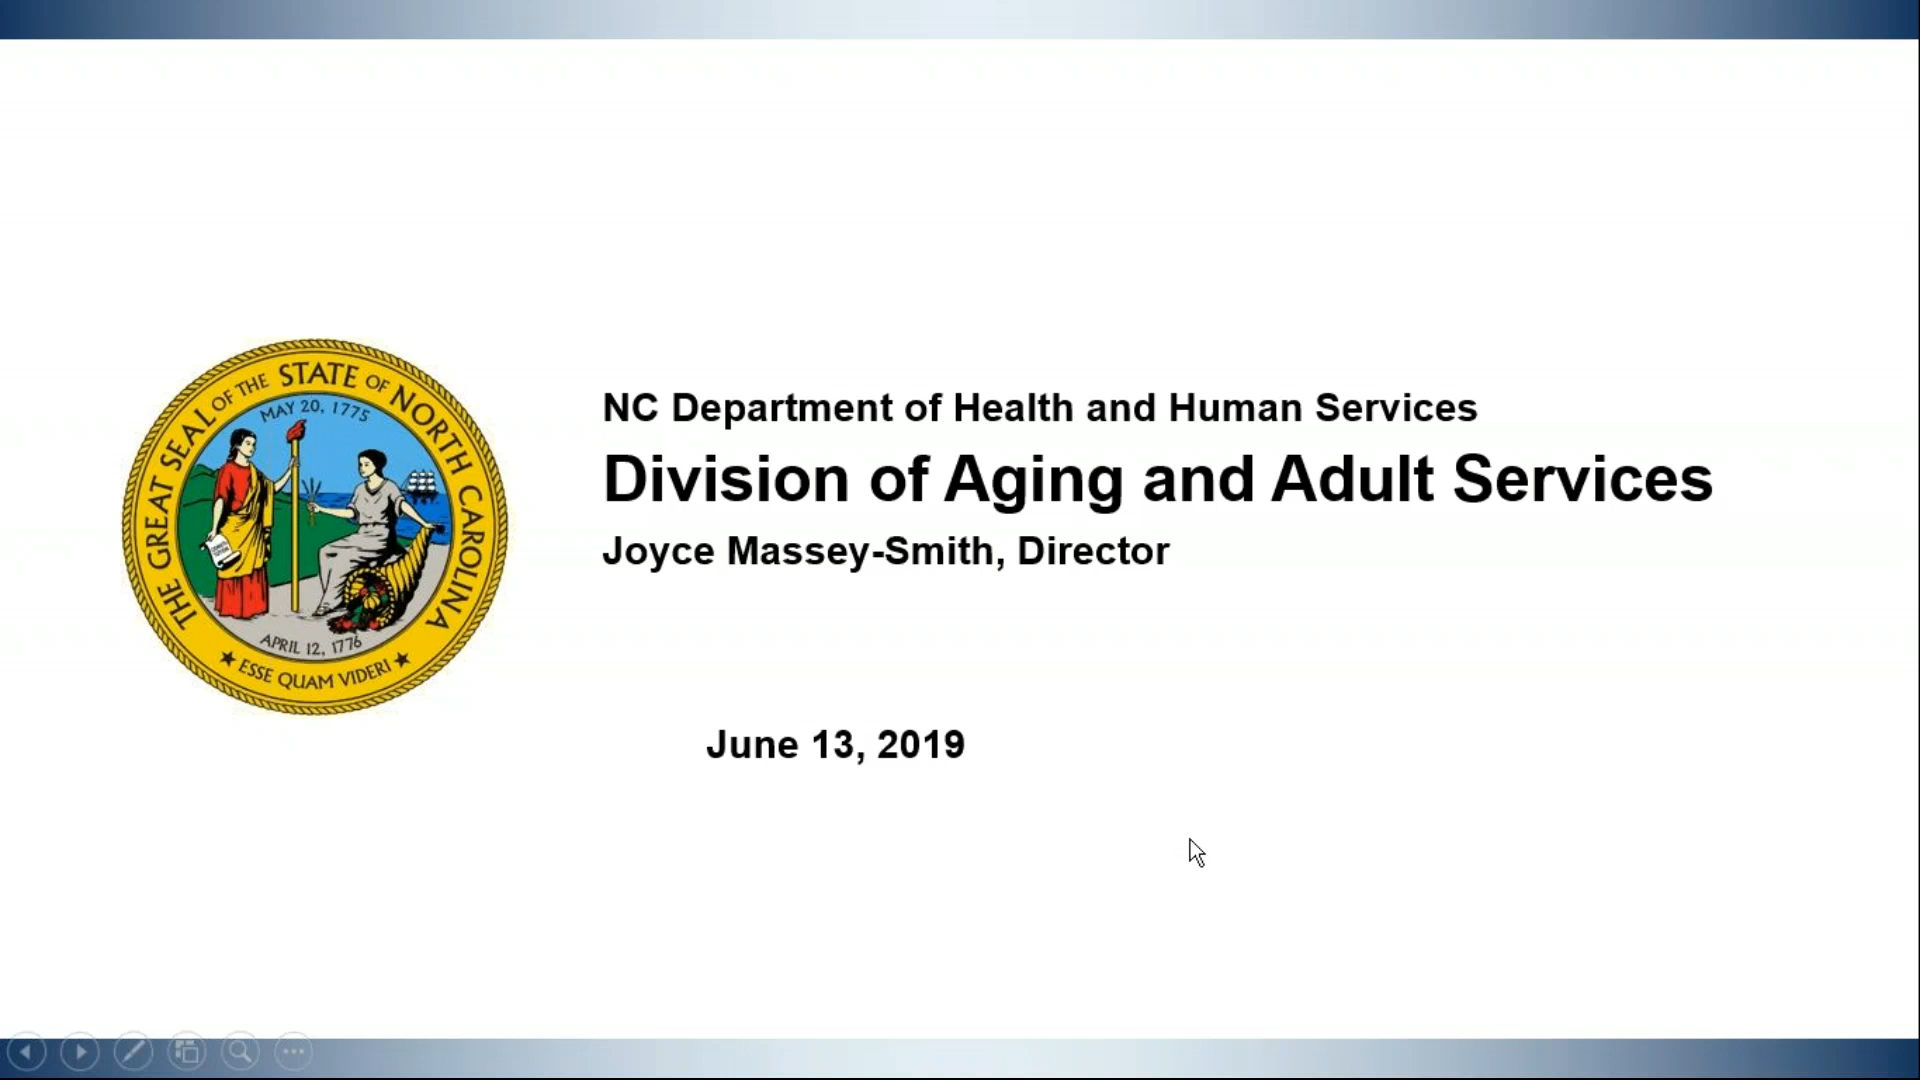 THE GREAT SEAL OF THE STATE OF NORTH CAROLINA
MAY 20, 1775
APRIL 12, 1776
★ ESSE QUAM VIDERI ★
NC Department of Health and Human Services
Division of Aging and Adult Services
Joyce Massey-Smith, Director
June 13, 2019